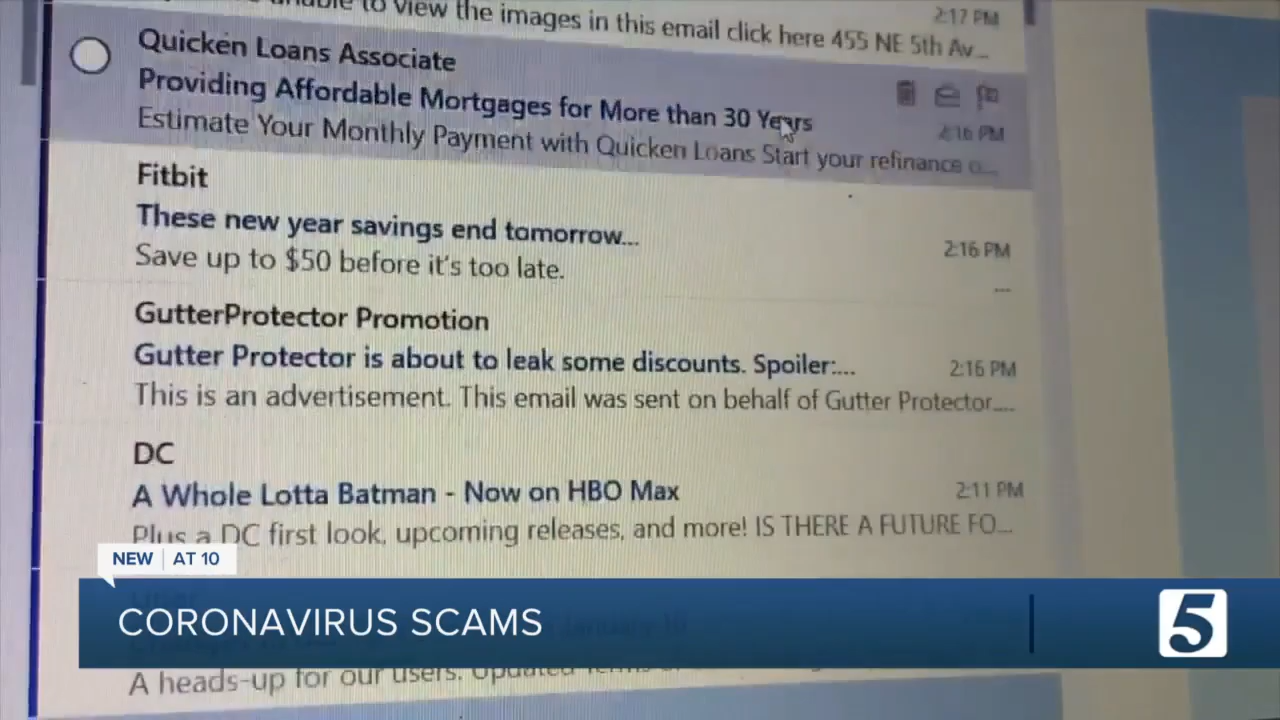 to view the images in this email click here 455 NE 5th Av...
2:17 PM
Quicken Loans Associate
Providing Affordable Mortgages for More than 30 Years
2:16 PM
Estimate Your Monthly Payment with Quicken Loans Start your refinance o...
Fitbit
These new year savings end tomorrow...
2:16 PM
Save up to $50 before it's too late.
...
GutterProtector Promotion
Gutter Protector is about to leak some discounts. Spoiler:...
2:16 PM
This is an advertisement. This email was sent on behalf of Gutter Protector....
DC
A Whole Lotta Batman - Now on HBO Max
2:11 PM
Plus a DC first look, upcoming releases, and more! IS THERE A FUTURE FO...
NEW AT 10
CORONAVIRUS SCAMS
5
A heads-up for our users. Updated